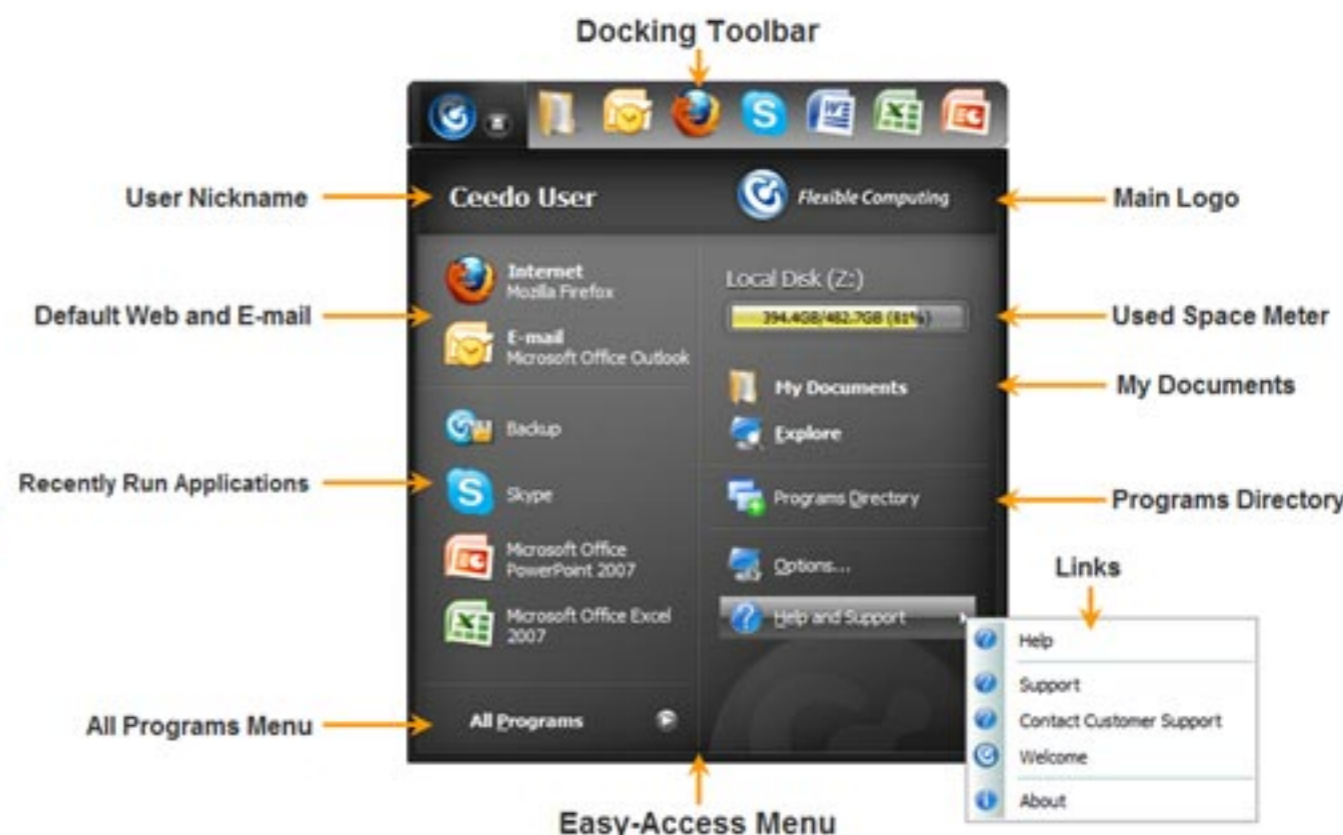 Docking Toolbar
User Nickname
Ceedo User
Flexible Computing
Main Logo
Default Web and E-mail
Internet
Mozilla Firefox
E-mail
Microsoft Office Outlook
Local Disk (Z:)
394.4GB/482.7GB (81%)
Used Space Meter
My Documents
My Documents
Explore
Recently Run Applications
Backup
Skype
Microsoft Office
PowerPoint 2007
Microsoft Office Excel
2007
Programs Directory
Programs Directory
Options...
Help and Support
Links
Help
Support
Contact Customer Support
Welcome
About
All Programs Menu
All Programs
Easy-Access Menu